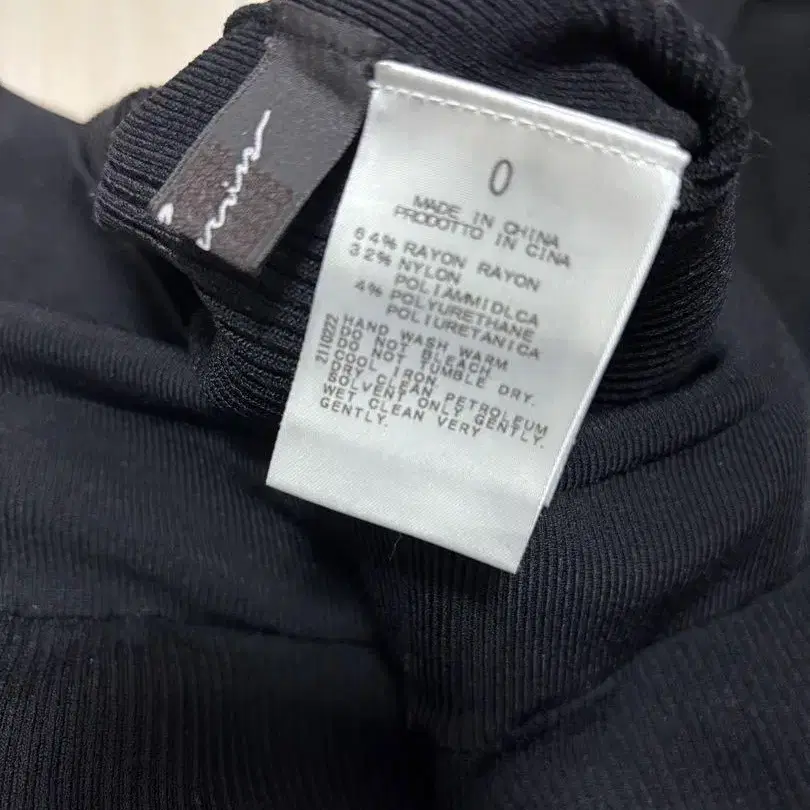 0
MADE IN CHINA
PRODOTTO IN CINA
64% RAYON RAYON
32% NYLON
POLIAMMIDLCA
4% POLYURETHANE
POLIURETANICA
2110222
HAND WASH WARM
DO NOT BLEACH
COOL IRON.
DO NOT TUMBLE DRY.
DRY CLEAN PETROLEUM
SOLVENT ONLY GENTLY.
WET CLEAN VERY
GENTLY.